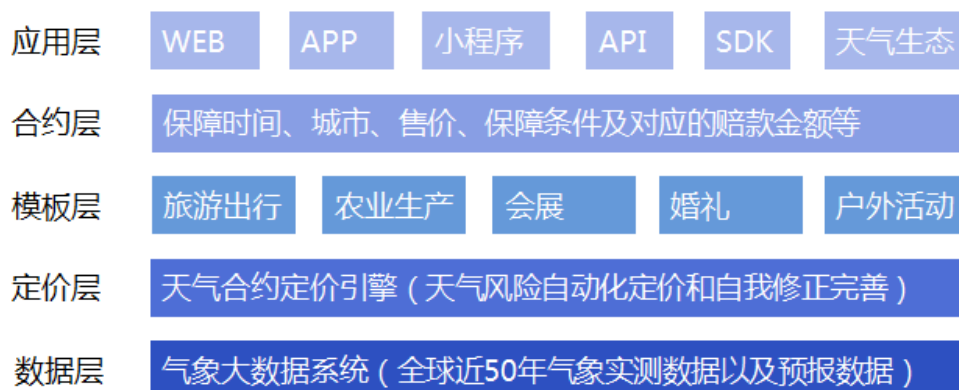 应用层 WEB APP 小程序 API SDK 天气生态
合约层 保障时间、城市、售价、保障条件及对应的赔款金额等
模板层 旅游出行 农业生产 会展 婚礼 户外活动
定价层 天气合约定价引擎（天气风险自动化定价和自我修正完善）
数据层 气象大数据系统（全球近50年气象实测数据以及预报数据）